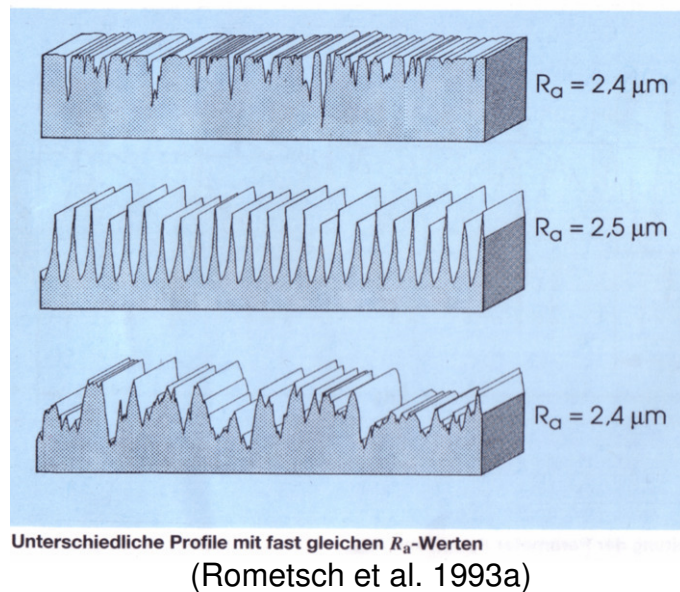 Ra = 2,4 µm
Ra = 2,5 µm
Ra = 2,4 µm
Unterschiedliche Profile mit fast gleichen Ra-Werten
(Rometsch et al. 1993a)